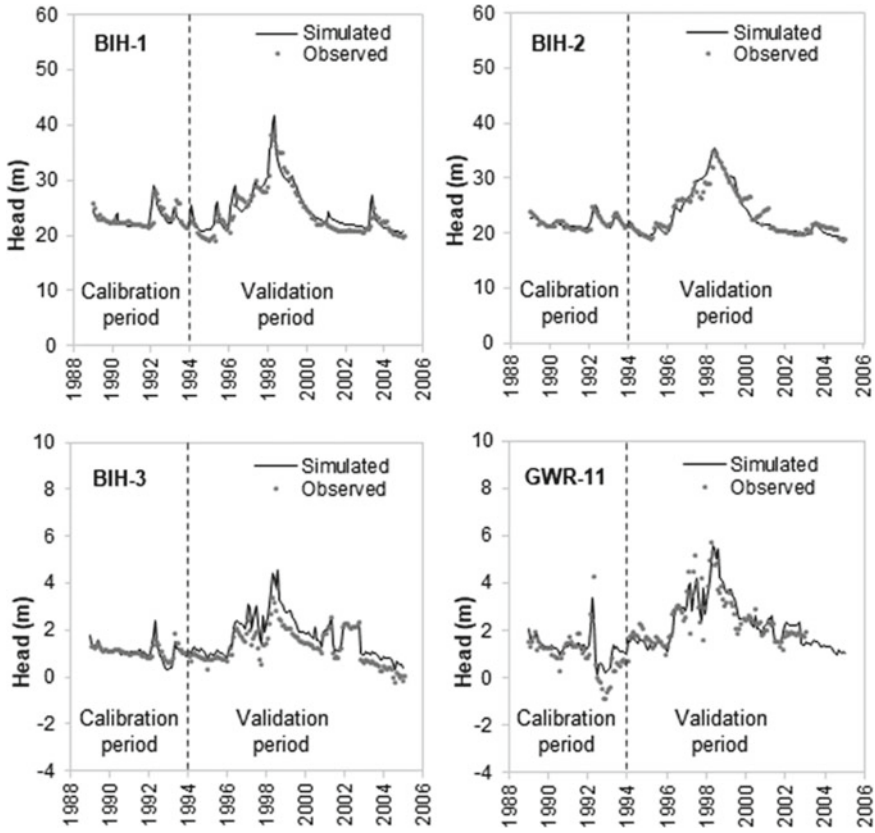 BIH-1
Simulated
Observed
Head (m)
60
50
40
30
20
10
0
Calibration
period
Validation
period
1988
1990
1992
1994
1996
1998
2000
2002
2004
2006
BIH-2
Simulated
Observed
Head (m)
60
50
40
30
20
10
0
Calibration
period
Validation
period
1988
1990
1992
1994
1996
1998
2000
2002
2004
2006
BIH-3
Simulated
Observed
Head (m)
10
8
6
4
2
0
-2
-4
Calibration
period
Validation
period
1988
1990
1992
1994
1996
1998
2000
2002
2004
2006
GWR-11
Simulated
Observed
Head (m)
10
8
6
4
2
0
-2
-4
Calibration
period
Validation
period
1988
1990
1992
1994
1996
1998
2000
2002
2004
2006